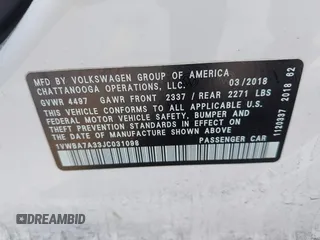 MFD. BY VOLKSWAGEN GROUP OF AMERICA
CHATTANOOGA OPERATIONS, LLC. 03/2018
GVWR 4497 GAWR FRONT 2337 / REAR 2271 LBS
THIS VEHICLE CONFORMS TO ALL APPLICABLE
FEDERAL MOTOR VEHICLE SAFETY, BUMPER AND
THEFT PREVENTION STANDARDS IN EFFECT ON
THE DATE OF MANUFACTURE SHOWN ABOVE.
1VWBA7A33JC031098 PASSENGER CAR
1120337 2018 62
DREAMBID